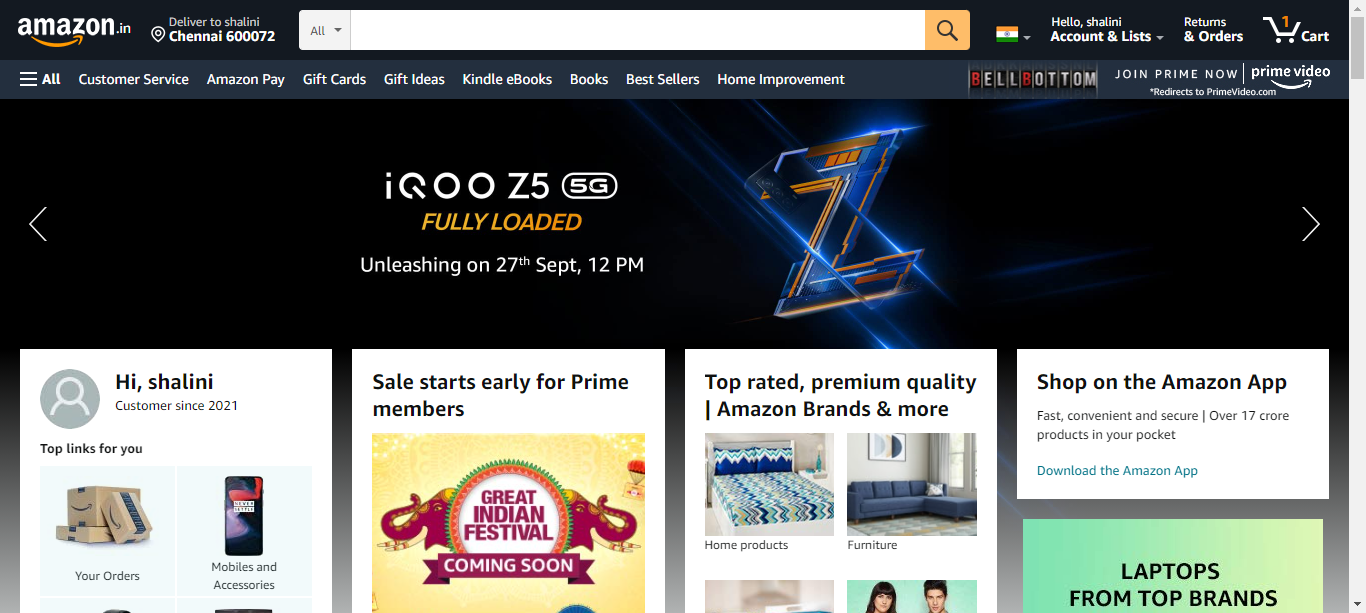 amazon.in
Deliver to shalini
Chennai 600072
All
Hello, shalini
Account & Lists
Returns
& Orders
1
Cart
All
Customer Service
Amazon Pay
Gift Cards
Gift Ideas
Kindle eBooks
Books
Best Sellers
Home Improvement
BELLBOTTOM
JOIN PRIME NOW
prime video
*Redirects to PrimeVideo.com
iQOO Z5 5G
FULLY LOADED
Unleashing on 27th Sept, 12 PM
Hi, shalini
Customer since 2021
Top links for you
Your Orders
Mobiles and
Accessories
Sale starts early for Prime
members
GREAT
INDIAN
FESTIVAL
COMING SOON
Top rated, premium quality
| Amazon Brands & more
Home products
Furniture
Shop on the Amazon App
Fast, convenient and secure | Over 17 crore
products in your pocket
Download the Amazon App
LAPTOPS
FROM TOP BRANDS